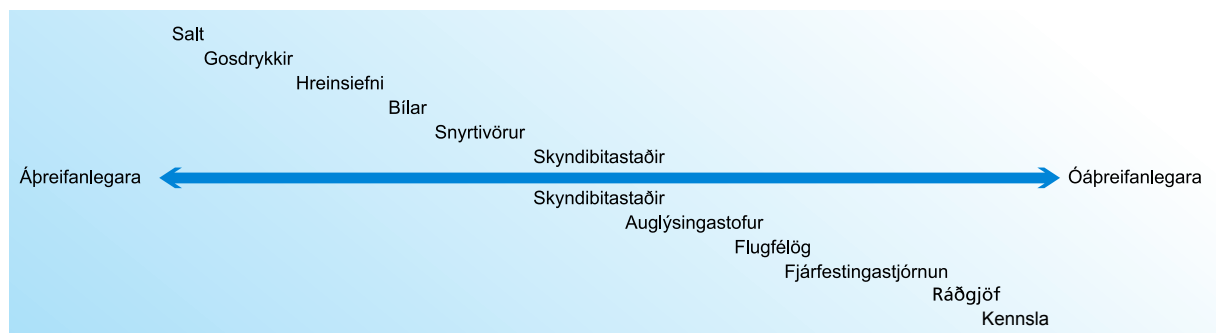 Salt
Gosdrykkir
Hreinsiefni
Bílar
Snyrtivörur
Skyndibitastaðir
Áþreifanlegara
Óáþreifanlegara
Skyndibitastaðir
Auglýsingastofur
Flugfélög
Fjárfestingastjórnun
Ráðgjöf
Kennsla